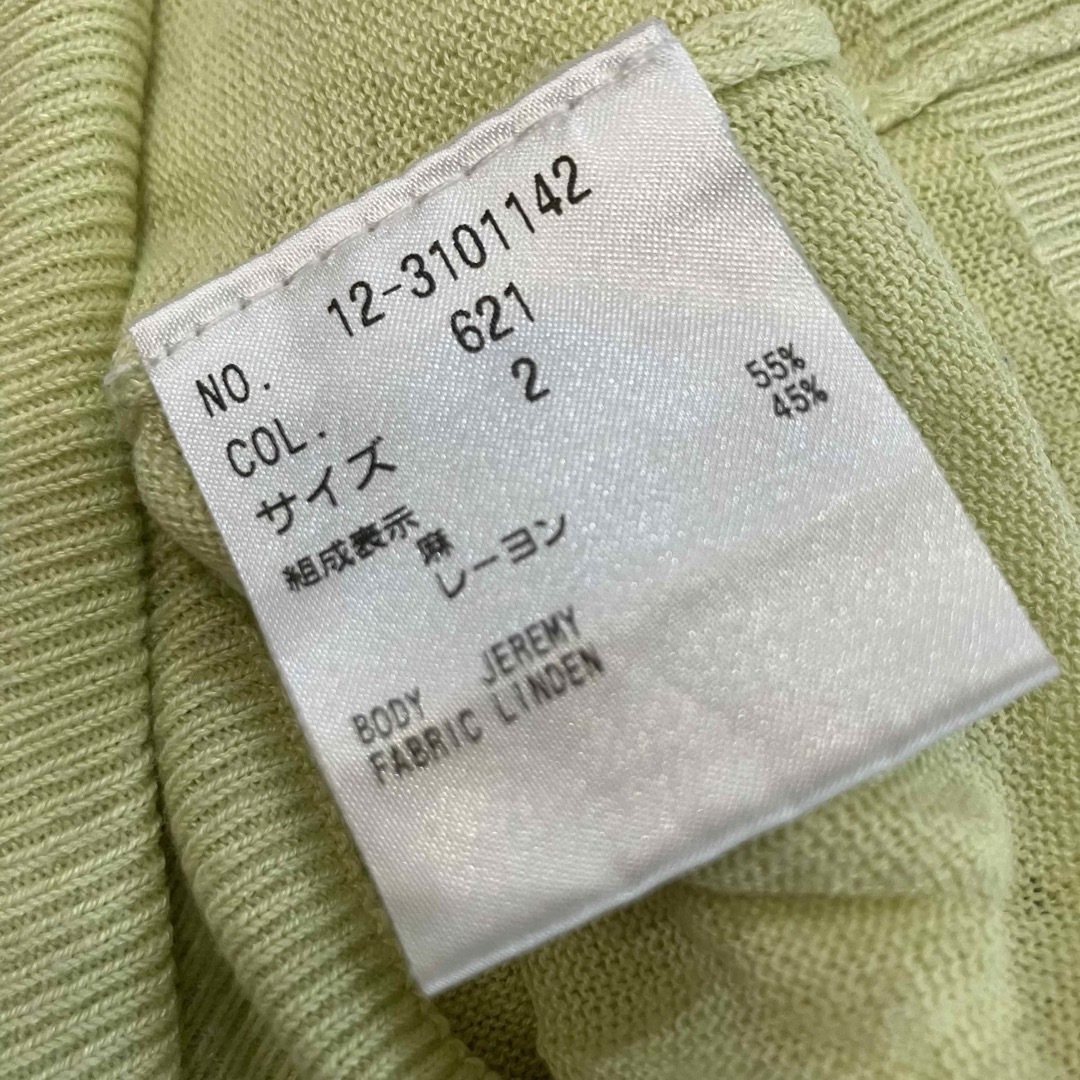 NO. 12-3101142
COL. 621
サイズ 2
組成表示 麻 55%
レーヨン 45%
BODY JEREMY
FABRIC LINDEN